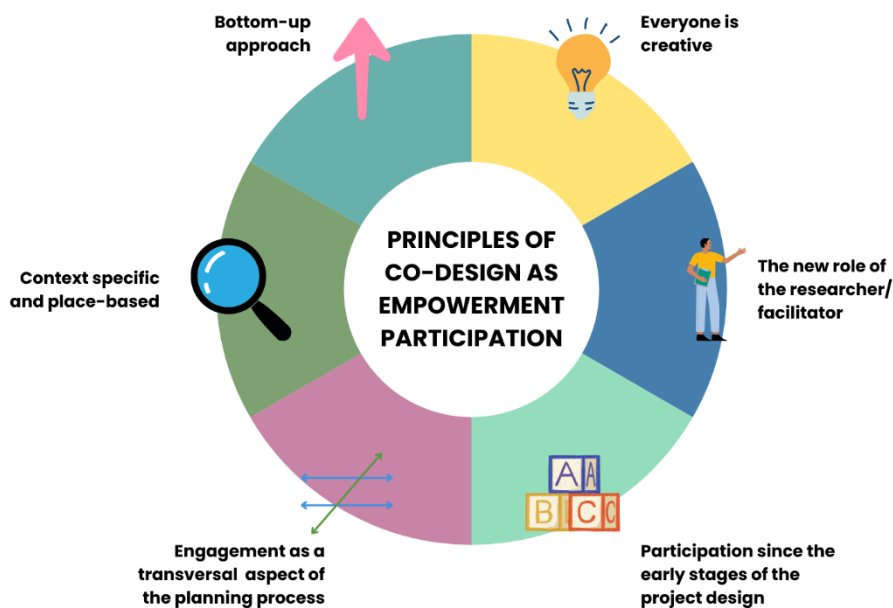 Bottom-up
approach
Everyone is
creative
PRINCIPLES OF
CO-DESIGN AS
EMPOWERMENT
PARTICIPATION
Context specific
and place-based
The new role of
the researcher/
facilitator
A A
B C C
Engagement as a
transversal aspect of
the planning process
Participation since the
early stages of the
project design